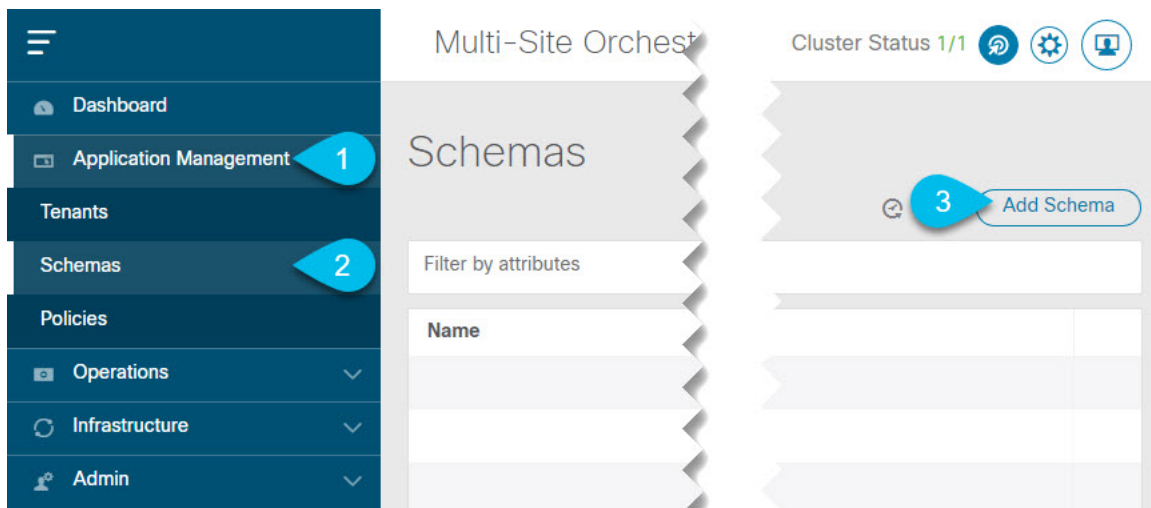 Multi-Site Orchest
Cluster Status 1/1
Dashboard
Application Management
1
Tenants
Schemas
2
Policies
Operations
Infrastructure
Admin
Schemas
3
Add Schema
Filter by attributes
Name